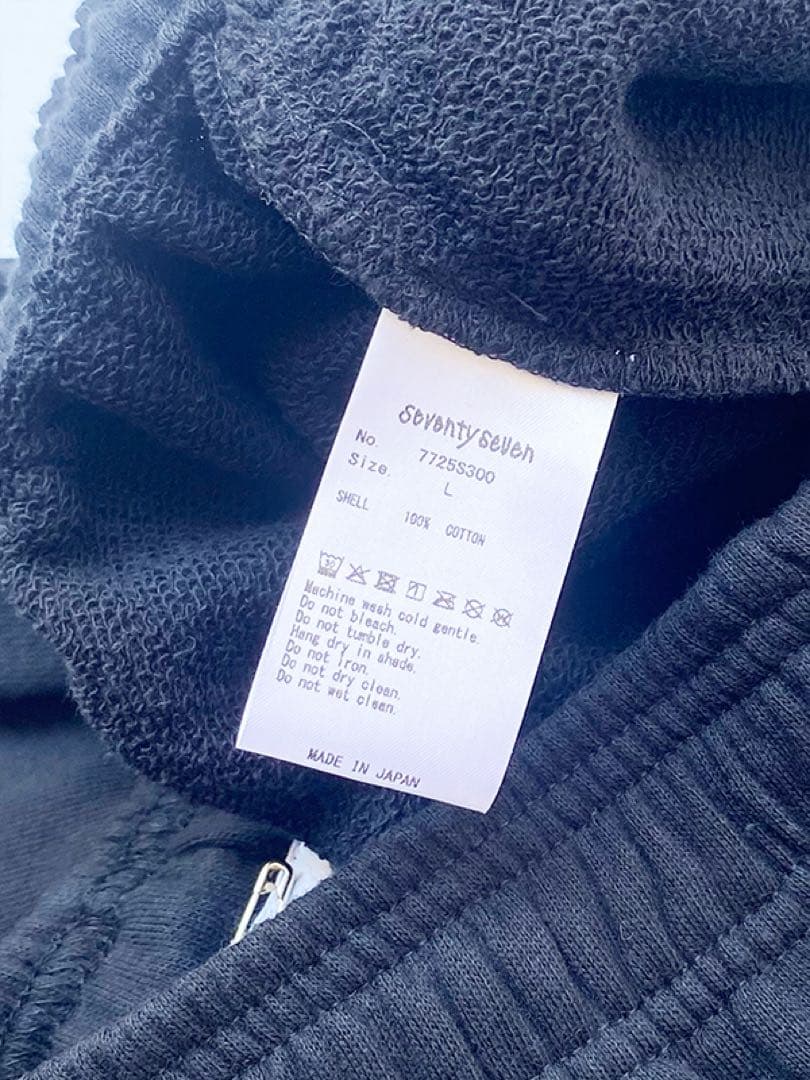 seventyseven
No. 7725S300
Size. L
SHELL 100% COTTON
30
Machine wash cold gentle.
Do not bleach.
Do not tumble dry.
Hang dry in shade.
Do not iron.
Do not dry clean.
Do not wet clean.
MADE IN JAPAN